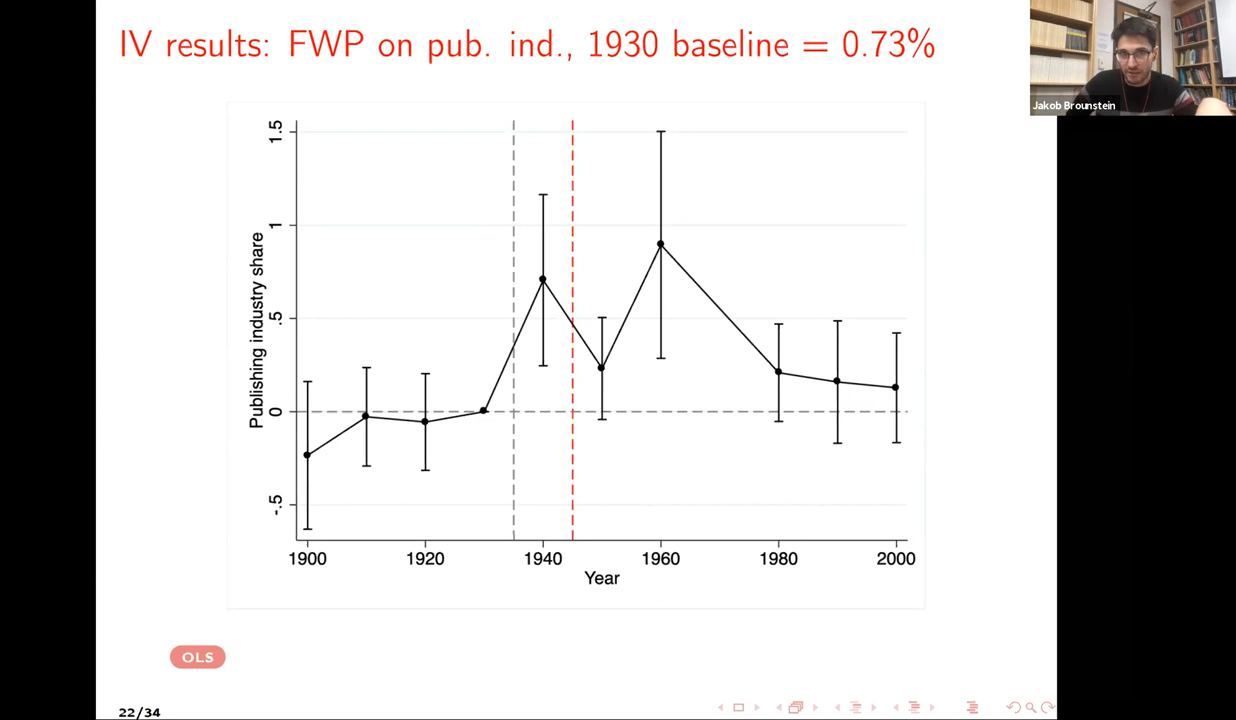 IV results: FWP on pub. ind., 1930 baseline = 0.73%
Jakob Brounstein
Publishing industry share
1.5
1
.5
0
-.5
1900 1920 1940 1960 1980 2000
Year
OLS
22/34